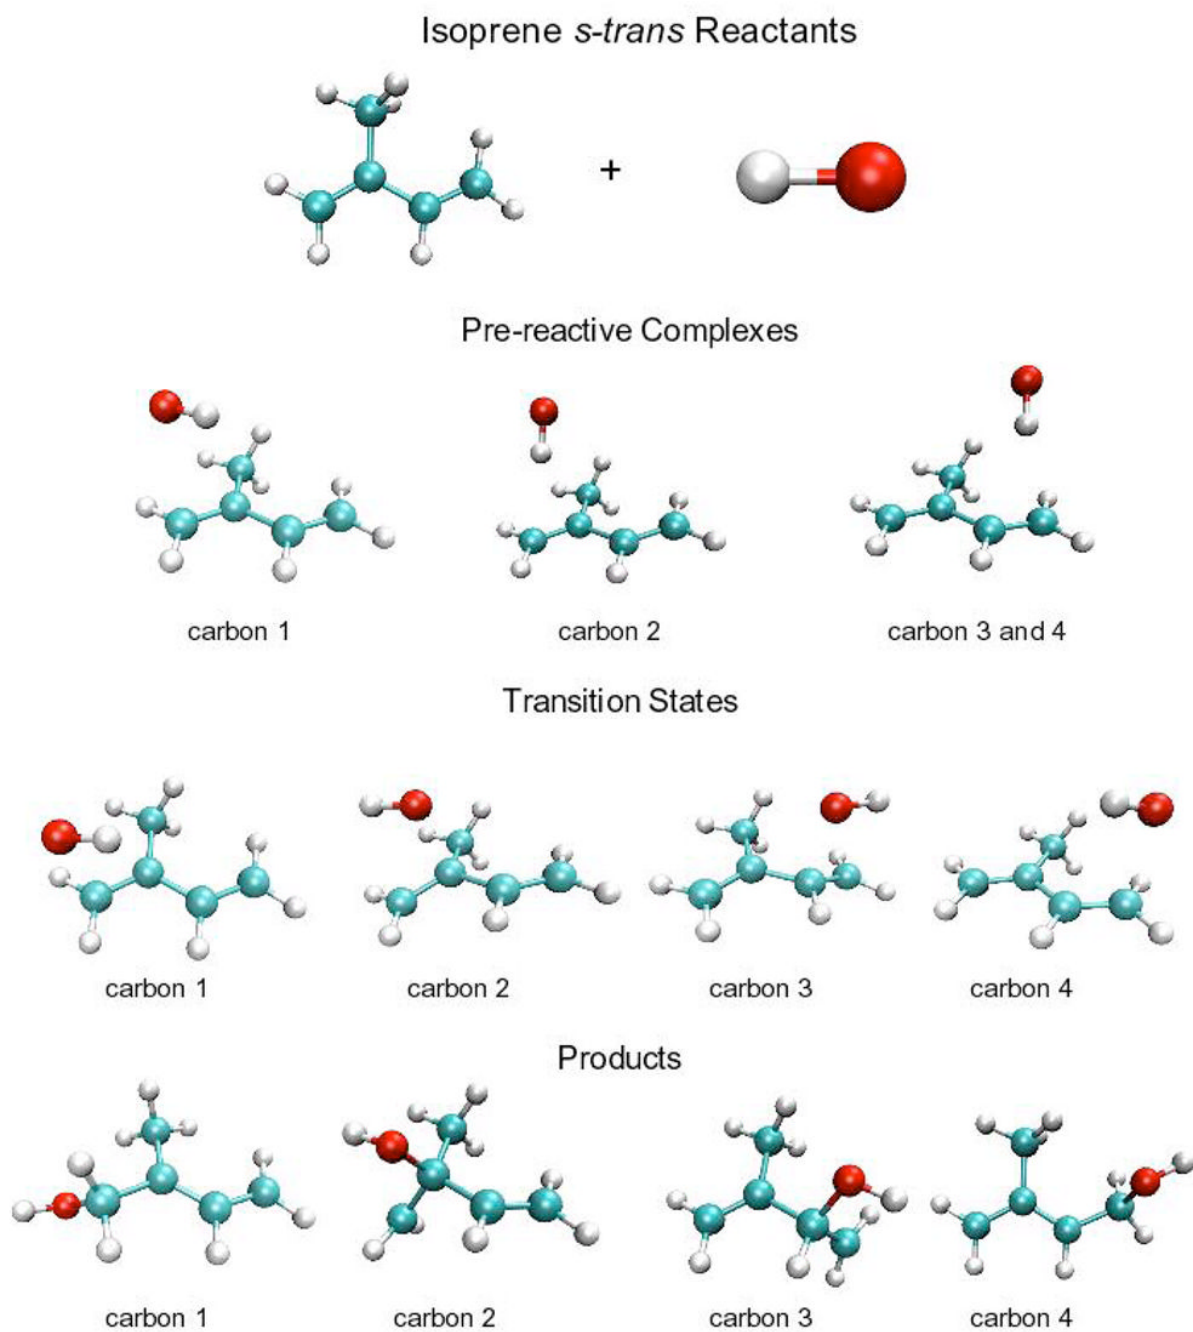 Isoprene s-trans Reactants
+
Pre-reactive Complexes
carbon 1 carbon 2 carbon 3 and 4
Transition States
carbon 1 carbon 2 carbon 3 carbon 4
Products
carbon 1 carbon 2 carbon 3 carbon 4